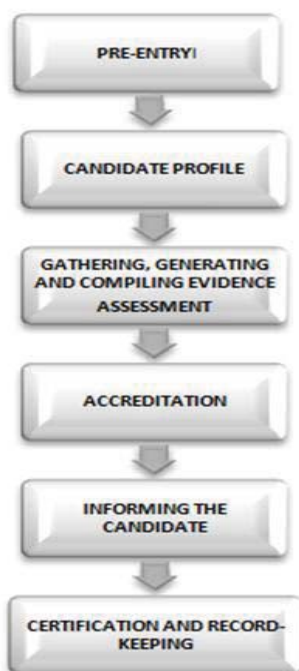 PRE-ENTRY
CANDIDATE PROFILE
GATHERING, GENERATING
AND COMPILING EVIDENCE
ASSESSMENT
ACCREDITATION
INFORMING THE
CANDIDATE
CERTIFICATION AND RECORD-
KEEPING